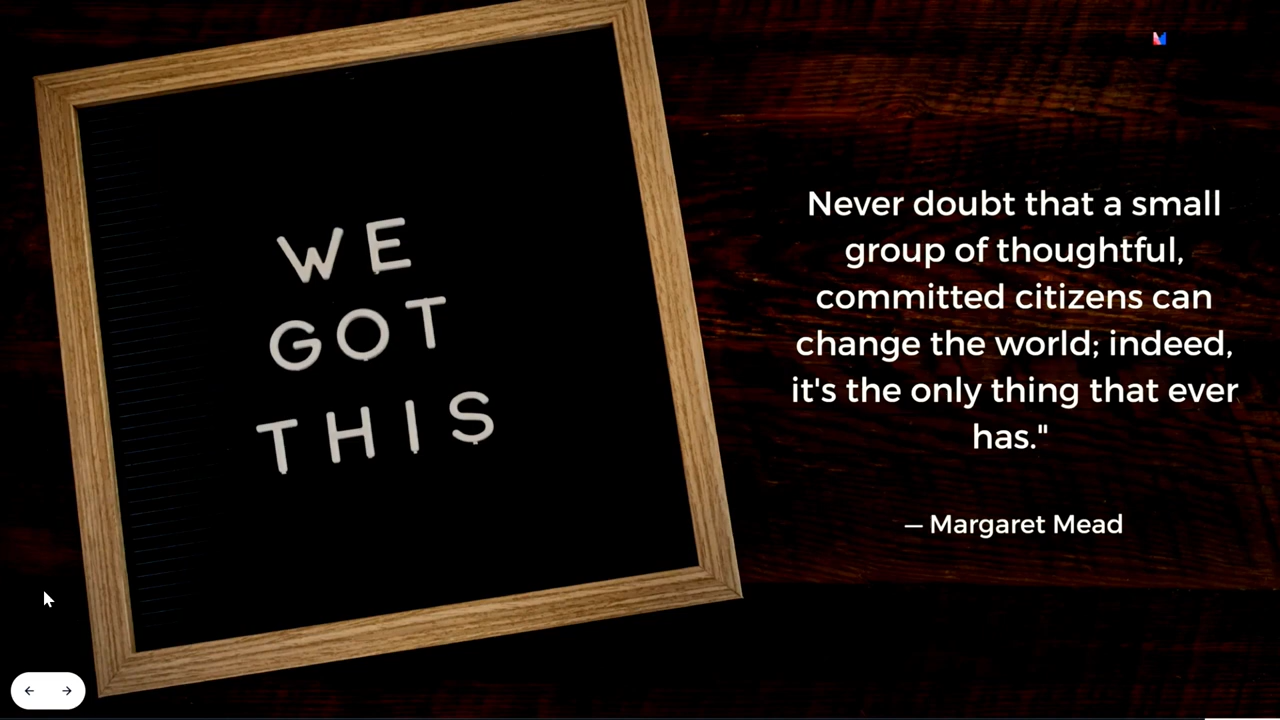 WE
GOT
THIS
Never doubt that a small
group of thoughtful,
committed citizens can
change the world; indeed,
it's the only thing that ever
has."
— Margaret Mead